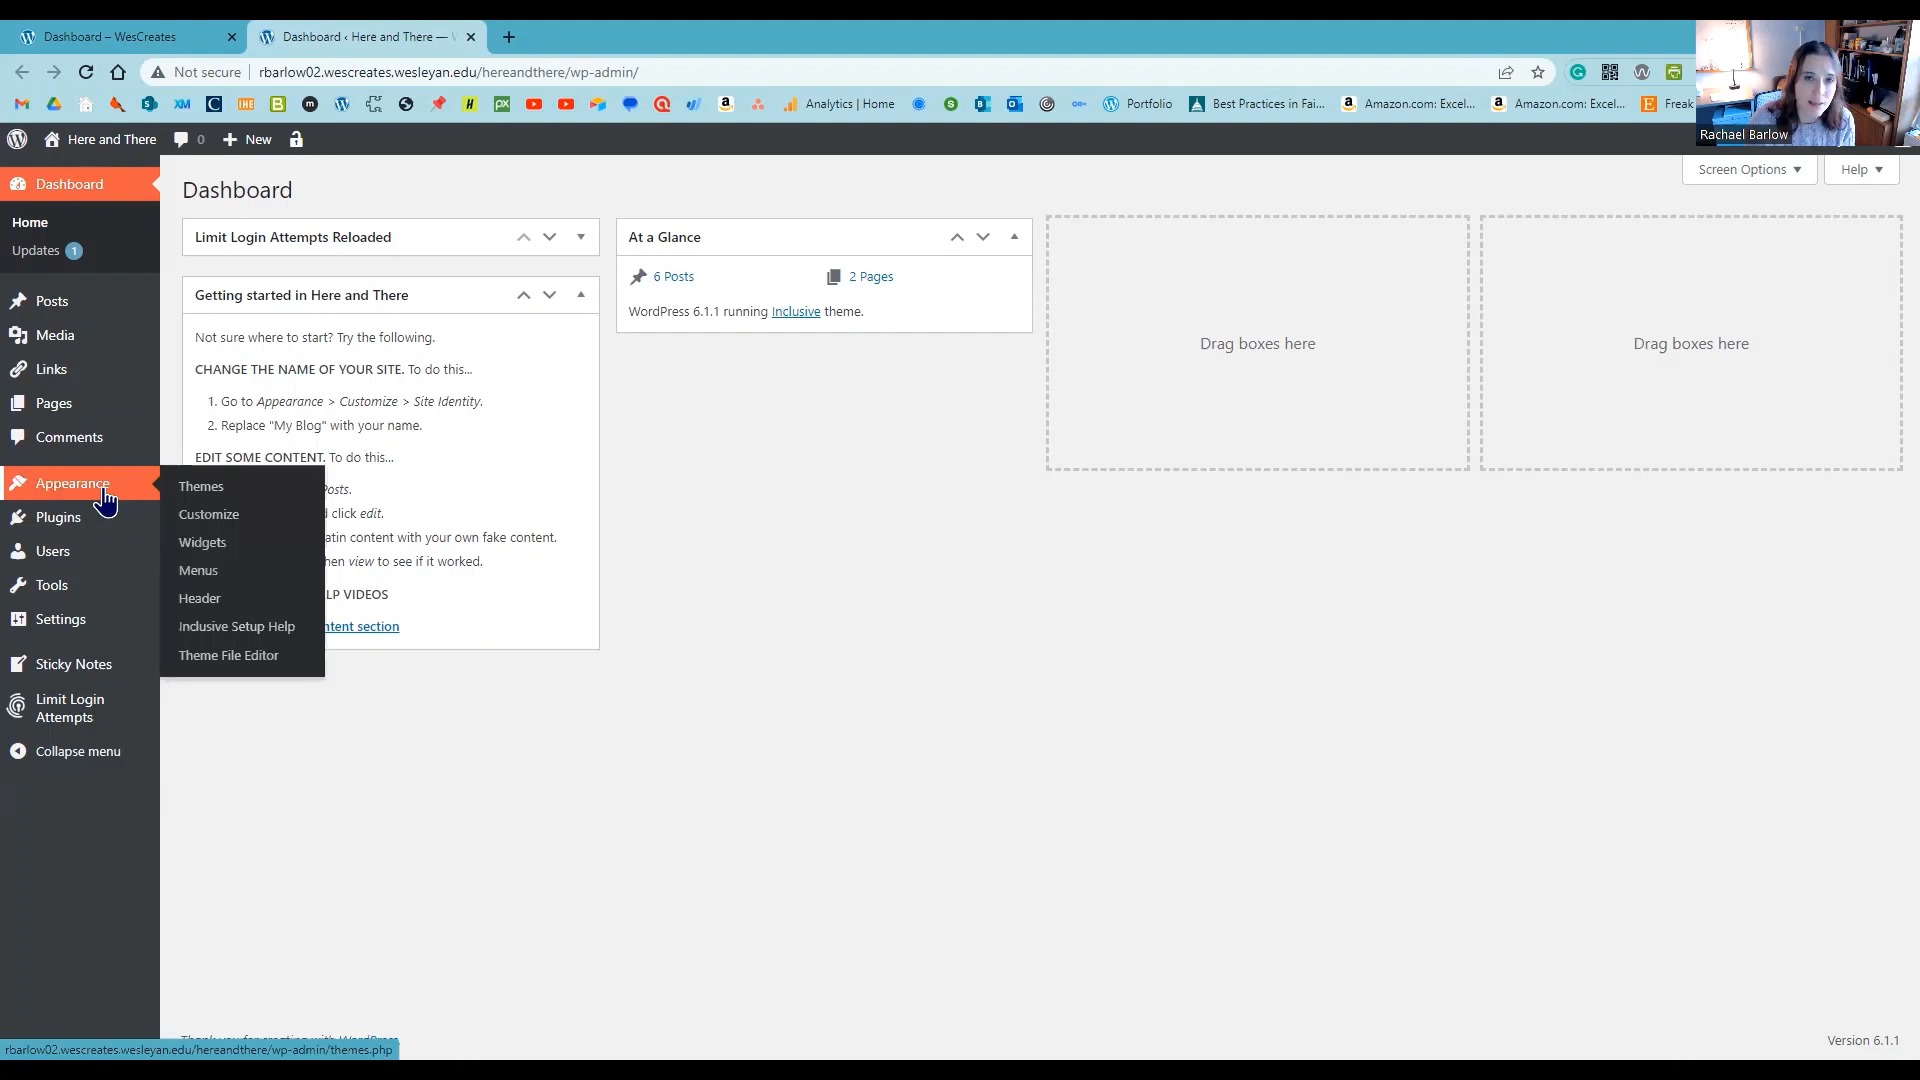 Dashboard – WesCreates
Dashboard ‹ Here and There —
Not secure
rbarlow02.wescreates.wesleyan.edu/hereandthere/wp-admin/
Analytics | Home
Portfolio
Best Practices in Fai...
Amazon.com: Excel...
Amazon.com: Excel...
Freak
Rachael Barlow
Here and There
0
New
Dashboard
Home
Updates 1
Posts
Media
Links
Pages
Comments
Appearance
Plugins
Users
Tools
Settings
Sticky Notes
Limit Login
Attempts
Collapse menu
Themes
Customize
Widgets
Menus
Header
Inclusive Setup Help
Theme File Editor
Screen Options
Help
Dashboard
Limit Login Attempts Reloaded
Getting started in Here and There
Not sure where to start? Try the following.
CHANGE THE NAME OF YOUR SITE. To do this...
1. Go to Appearance > Customize > Site Identity.
2. Replace "My Blog" with your name.
EDIT SOME CONTENT. To do this...
Posts.
click edit.
content with your own fake content.
view to see if it worked.
VIDEOS
section
At a Glance
6 Posts
2 Pages
WordPress 6.1.1 running Inclusive theme.
Drag boxes here
Drag boxes here
Version 6.1.1
rbarlow02.wescreates.wesleyan.edu/hereandthere/wp-admin/themes.php